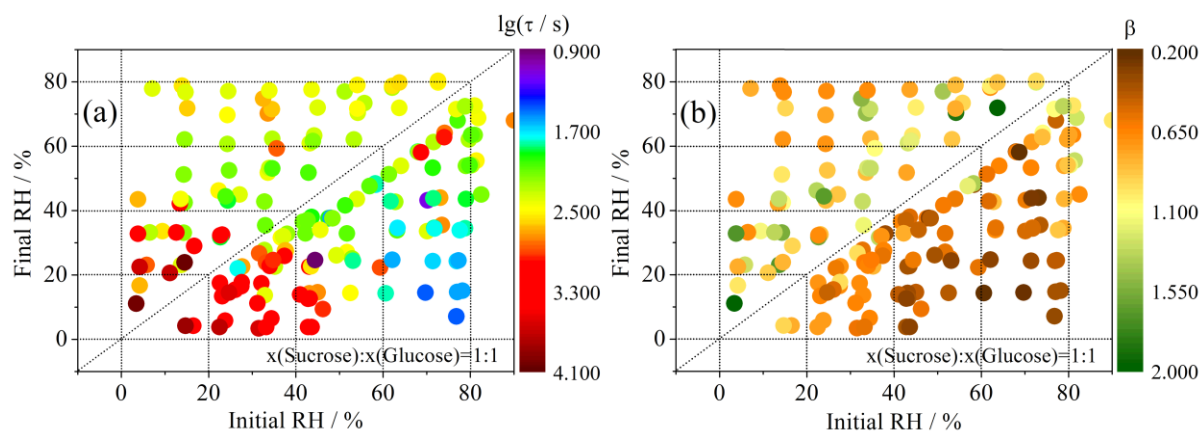 lg(τ / s)
0.900
1.700
2.500
3.300
4.100
(a)
Final RH / %
80
60
40
20
0
x(Sucrose):x(Glucose)=1:1
0 20 40 60 80
Initial RH / %
β
0.200
0.650
1.100
1.550
2.000
(b)
Final RH / %
80
60
40
20
0
x(Sucrose):x(Glucose)=1:1
0 20 40 60 80
Initial RH / %